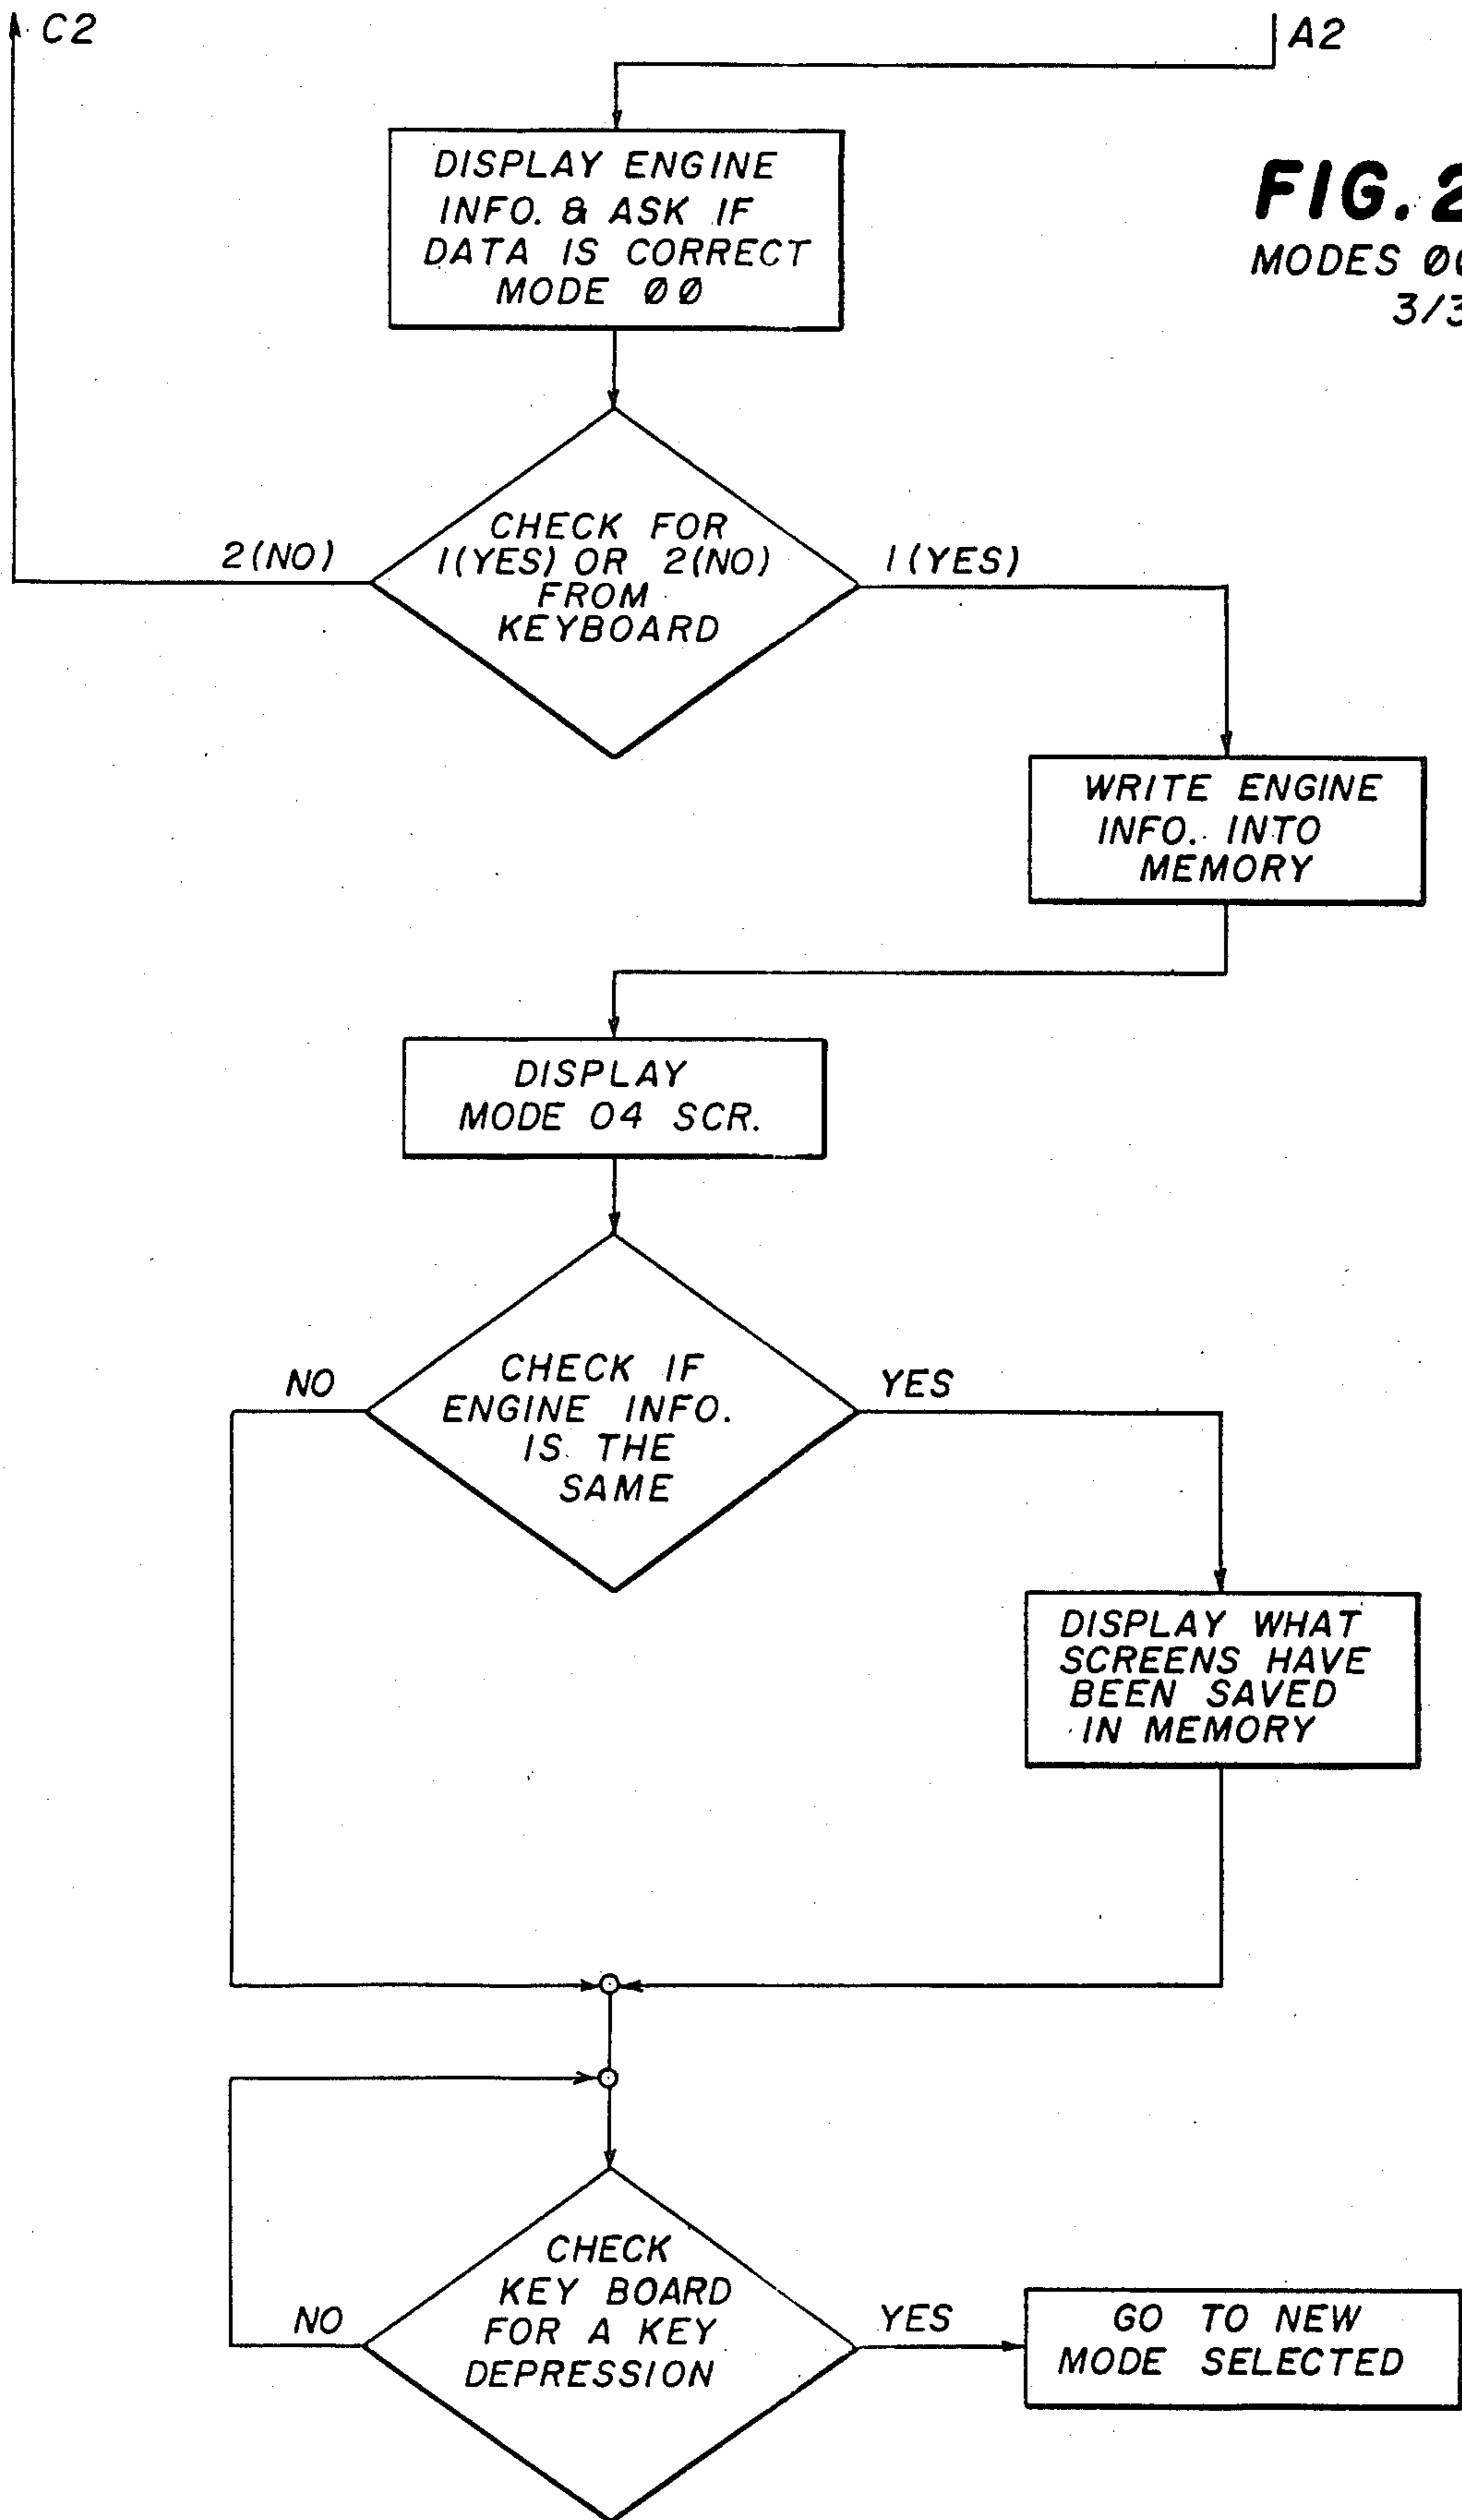 C2
A2
DISPLAY ENGINE
INFO. & ASK IF
DATA IS CORRECT
MODE ØØ
FIG. 2
MODES
3/3
CHECK FOR
1(YES) OR 2(NO)
FROM
KEYBOARD
2(NO)
1(YES)
WRITE ENGINE
INFO. INTO
MEMORY
DISPLAY
MODE 04 SCR.
CHECK IF
ENGINE INFO.
IS THE
SAME
NO
YES
DISPLAY WHAT
SCREENS HAVE
BEEN SAVED
IN MEMORY
CHECK
KEY BOARD
FOR A KEY
DEPRESSION
NO
YES
GO TO NEW
MODE SELECTED